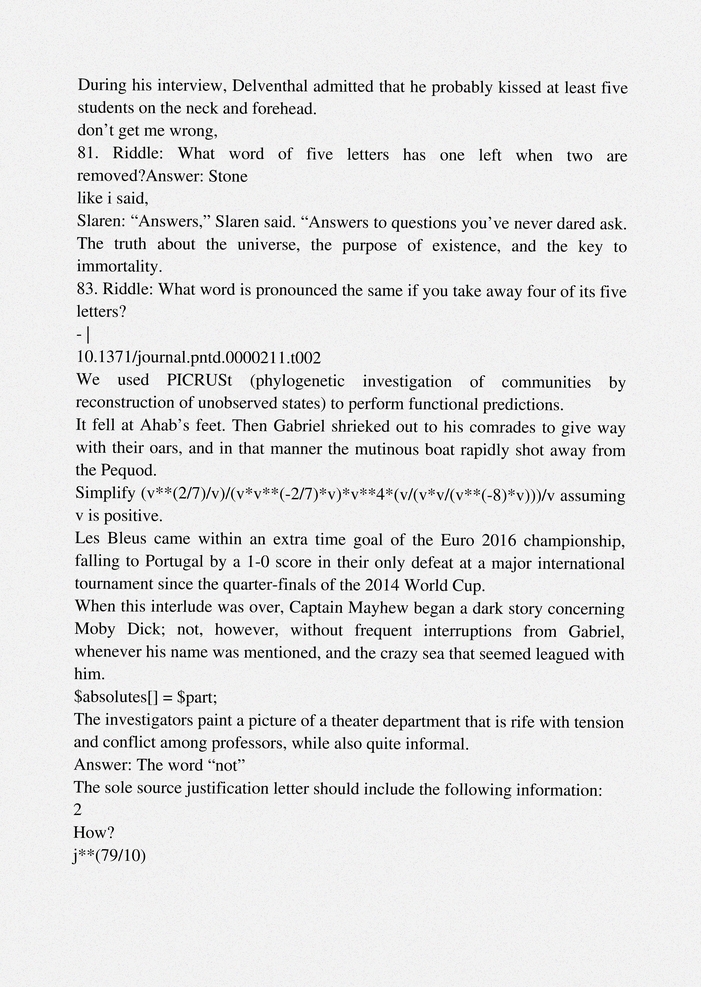 During his interview, Delventhal admitted that he probably kissed at least five
students on the neck and forehead.
don’t get me wrong,
81. Riddle: What word of five letters has one left when two are
removed?Answer: Stone
like i said,
Slaren: “Answers,” Slaren said. “Answers to questions you’ve never dared ask.
The truth about the universe, the purpose of existence, and the key to
immortality.
83. Riddle: What word is pronounced the same if you take away four of its five
letters?
- |
10.1371/journal.pntd.0000211.t002
We used PICRUSt (phylogenetic investigation of communities by
reconstruction of unobserved states) to perform functional predictions.
It fell at Ahab’s feet. Then Gabriel shrieked out to his comrades to give way
with their oars, and in that manner the mutinous boat rapidly shot away from
the Pequod.
Simplify (v**(2/7)/v)/(v*v**(-2/7)*v)*v**4*(v/(v*v/(v**(-8)*v)))/v assuming
v is positive.
Les Bleus came within an extra time goal of the Euro 2016 championship,
falling to Portugal by a 1-0 score in their only defeat at a major international
tournament since the quarter-finals of the 2014 World Cup.
When this interlude was over, Captain Mayhew began a dark story concerning
Moby Dick; not, however, without frequent interruptions from Gabriel,
whenever his name was mentioned, and the crazy sea that seemed leagued with
him.
$absolutes[] = $part;
The investigators paint a picture of a theater department that is rife with tension
and conflict among professors, while also quite informal.
Answer: The word “not”
The sole source justification letter should include the following information:
2
How?
j**(79/10)